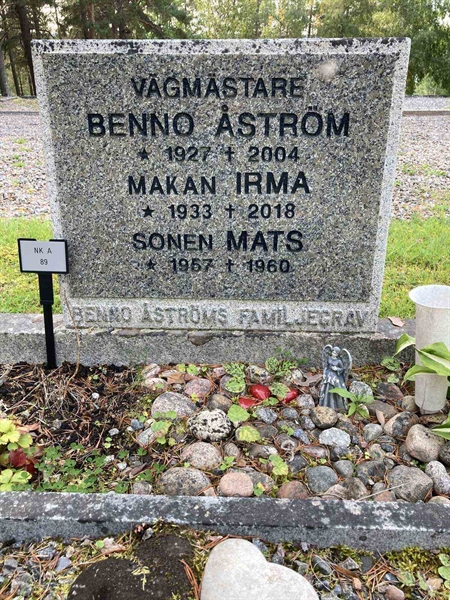 VÄGMÄSTARE
BENNO ÅSTRÖM
★ 1927 † 2004
MAKAN IRMA
★ 1933 † 2018
SONEN MATS
★ 1957 † 1960
BENNO ÅSTRÖMS FAMILJEGRAV
NK A
89